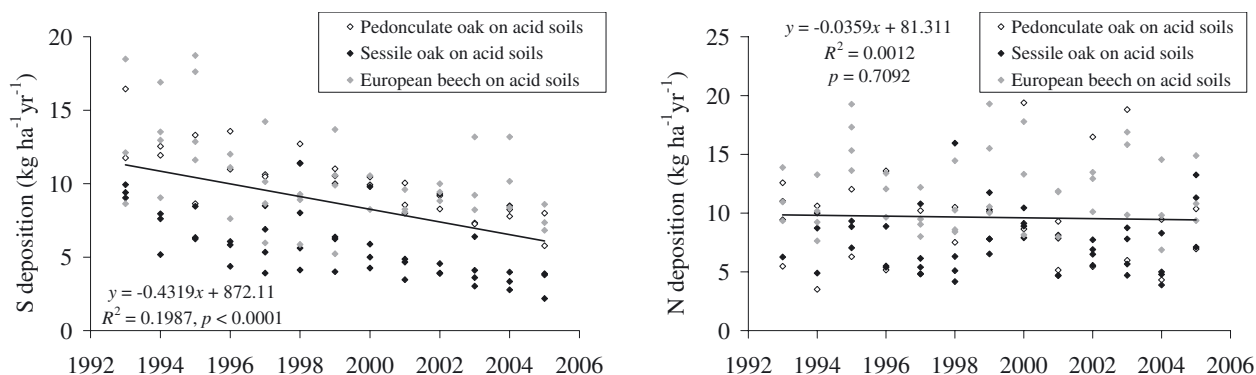 S deposition (kg ha⁻¹yr⁻¹)
20
15
10
5
0
1992 1994 1996 1998 2000 2002 2004 2006
Pedonculate oak on acid soils
Sessile oak on acid soils
European beech on acid soils
y = -0.4319x + 872.11
R² = 0.1987, p < 0.0001
N deposition (kg ha⁻¹yr⁻¹)
25
20
15
10
5
0
1992 1994 1996 1998 2000 2002 2004 2006
y = -0.0359x + 81.311
R² = 0.0012
p = 0.7092
Pedonculate oak on acid soils
Sessile oak on acid soils
European beech on acid soils